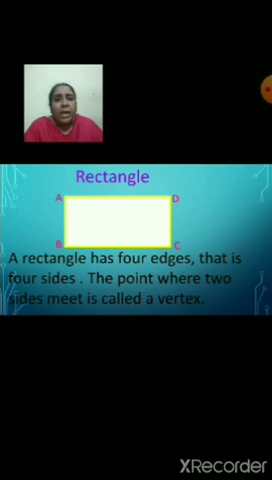 Rectangle
A D
B C
A rectangle has four edges, that is
four sides . The point where two
sides meet is called a vertex.
XRecorder